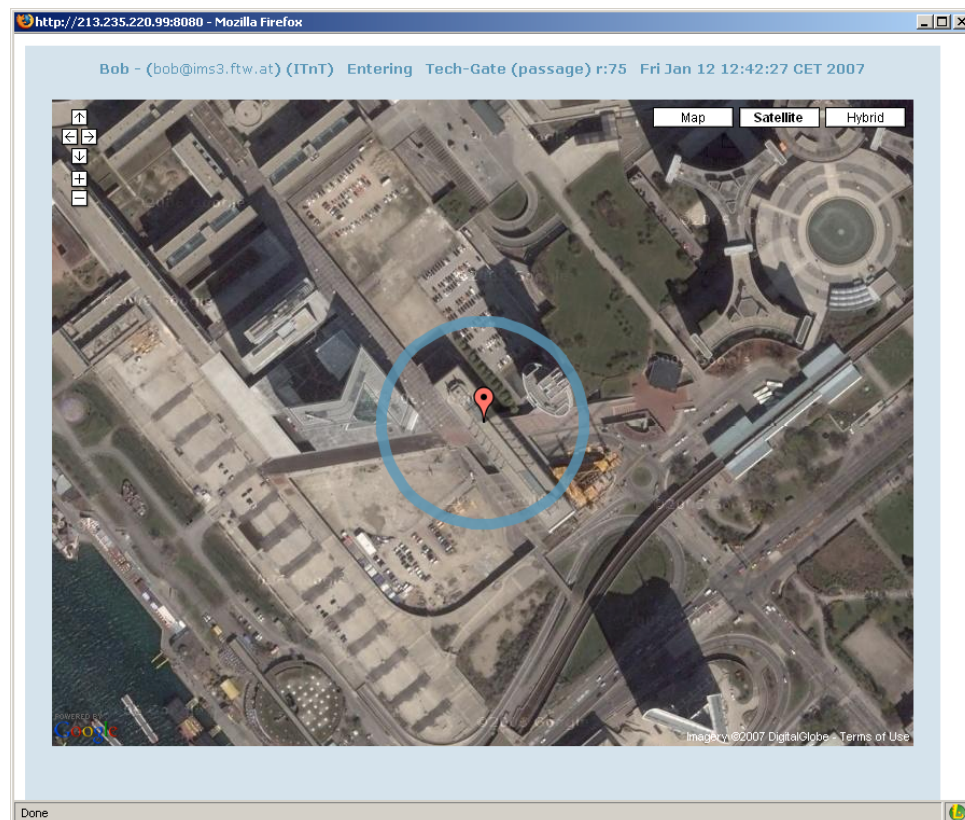 http://213.235.220.99:8080 - Mozilla Firefox
Bob - (bob@ims3.ftw.at) (ITnT) Entering Tech-Gate (passage) r:75 Fri Jan 12 12:42:27 CET 2007
Map Satellite Hybrid
POWERED BY
Google
Imagery ©2007 DigitalGlobe - Terms of Use
Done